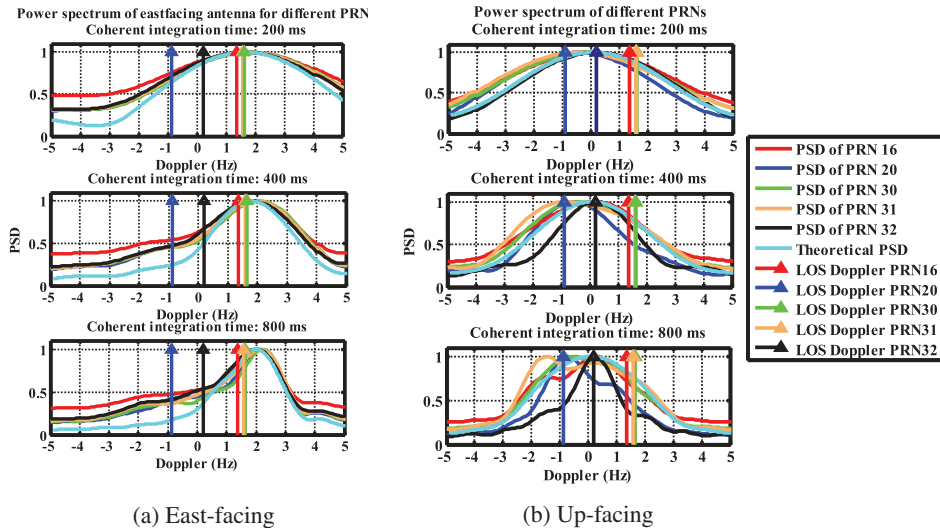 Power spectrum of eastfacing antenna for different PRN
Coherent integration time: 200 ms
1
0.5
0
-5 -4 -3 -2 -1 0 1 2 3 4 5
Doppler (Hz)
Coherent integration time: 400 ms
PSD
1
0.5
0
-5 -4 -3 -2 -1 0 1 2 3 4 5
Doppler (Hz)
Coherent integration time: 800 ms
1
0.5
0
-5 -4 -3 -2 -1 0 1 2 3 4 5
Doppler (Hz)
(a) East-facing
Power spectrum of different PRNs
Coherent integration time: 200 ms
1
0.5
0
-5 -4 -3 -2 -1 0 1 2 3 4 5
Doppler (Hz)
Coherent integration time: 400 ms
PSD
1
0.5
0
-5 -4 -3 -2 -1 0 1 2 3 4 5
Doppler (Hz)
Coherent integration time: 800 ms
1
0.5
0
-5 -4 -3 -2 -1 0 1 2 3 4 5
Doppler (Hz)
(b) Up-facing
PSD of PRN 16
PSD of PRN 20
PSD of PRN 30
PSD of PRN 31
PSD of PRN 32
Theoretical PSD
LOS Doppler PRN16
LOS Doppler PRN20
LOS Doppler PRN30
LOS Doppler PRN31
LOS Doppler PRN32